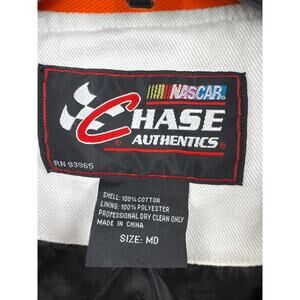 NASCAR
CHASE
AUTHENTICS
RN 93965
SHELL: 100% COTTON
LINING: 100% POLYESTER
PROFESSIONAL DRY CLEAN ONLY
MADE IN CHINA
SIZE: MD